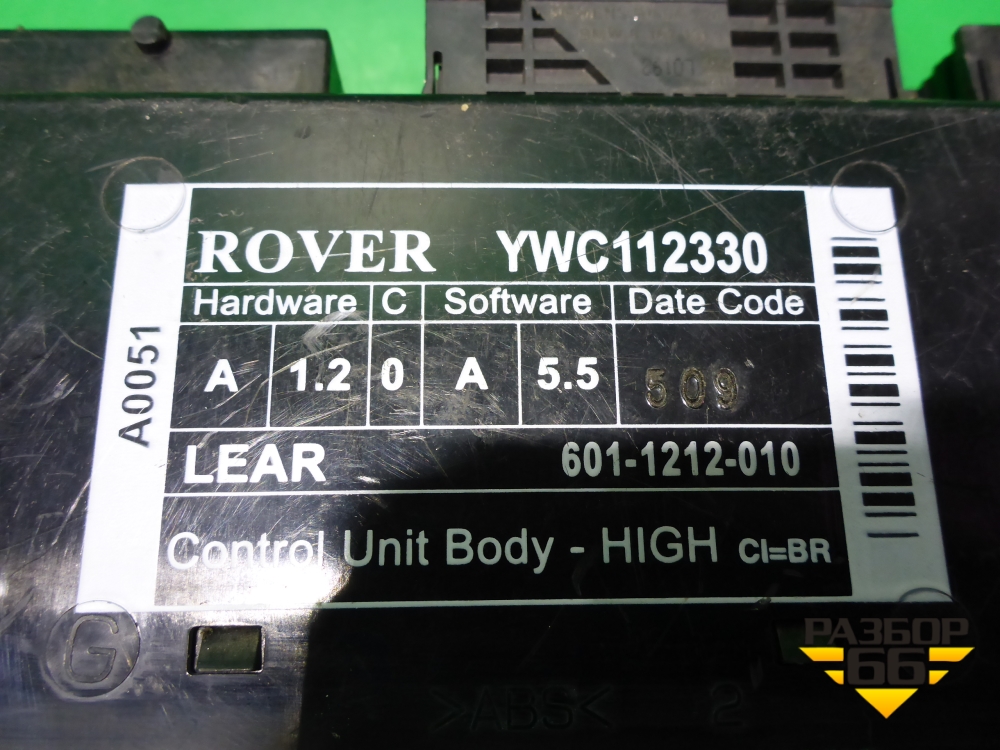 ROVER YWC112330
Hardware C Software Date Code
A 1.2 0 A 5.5 509
LEAR 601-1212-010
Control Unit Body - HIGH CI=BR
A0051
G
>ABS< 2
РАЗБОР
66